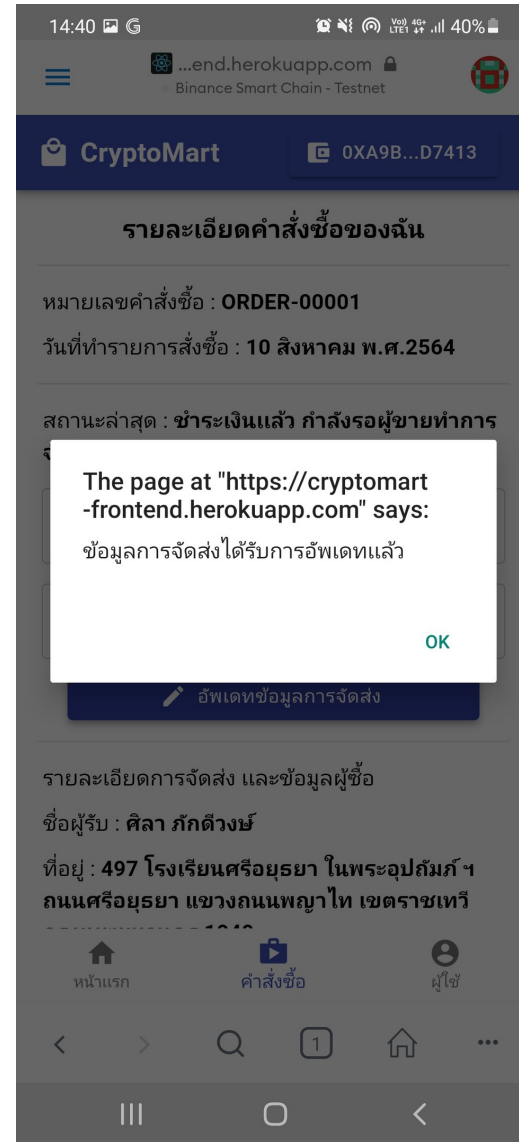 14:40 G Vo)) LTE1 4G+ 40%
...end.herokuapp.com
Binance Smart Chain - Testnet
CryptoMart 0XA9B...D7413
รายละเอียดคำสั่งซื้อของฉัน
หมายเลขคำสั่งซื้อ : ORDER-00001
วันที่ทำรายการสั่งซื้อ : 10 สิงหาคม พ.ศ.2564
สถานะล่าสุด : ชำระเงินแล้ว กำลังรอผู้ขายทำการ
The page at "https://cryptomart
-frontend.herokuapp.com" says:
ข้อมูลการจัดส่งได้รับการอัพเดทแล้ว
OK
อัพเดทข้อมูลการจัดส่ง
รายละเอียดการจัดส่ง และข้อมูลผู้ซื้อ
ชื่อผู้รับ : ศิลา ภักดีวงษ์
ที่อยู่ : 497 โรงเรียนศรีอยุธยา ในพระอุปถัมภ์ ฯ
ถนนศรีอยุธยา แขวงถนนพญาไท เขตราชเทวี
หน้าแรก คำสั่งซื้อ ผู้ใช้
1